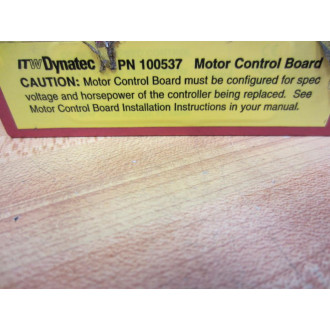 ITW Dynatec PN 100537 Motor Control Board
CAUTION: Motor Control Board must be configured for spec
voltage and horsepower of the controller being replaced. See
Motor Control Board Installation Instructions in your manual.